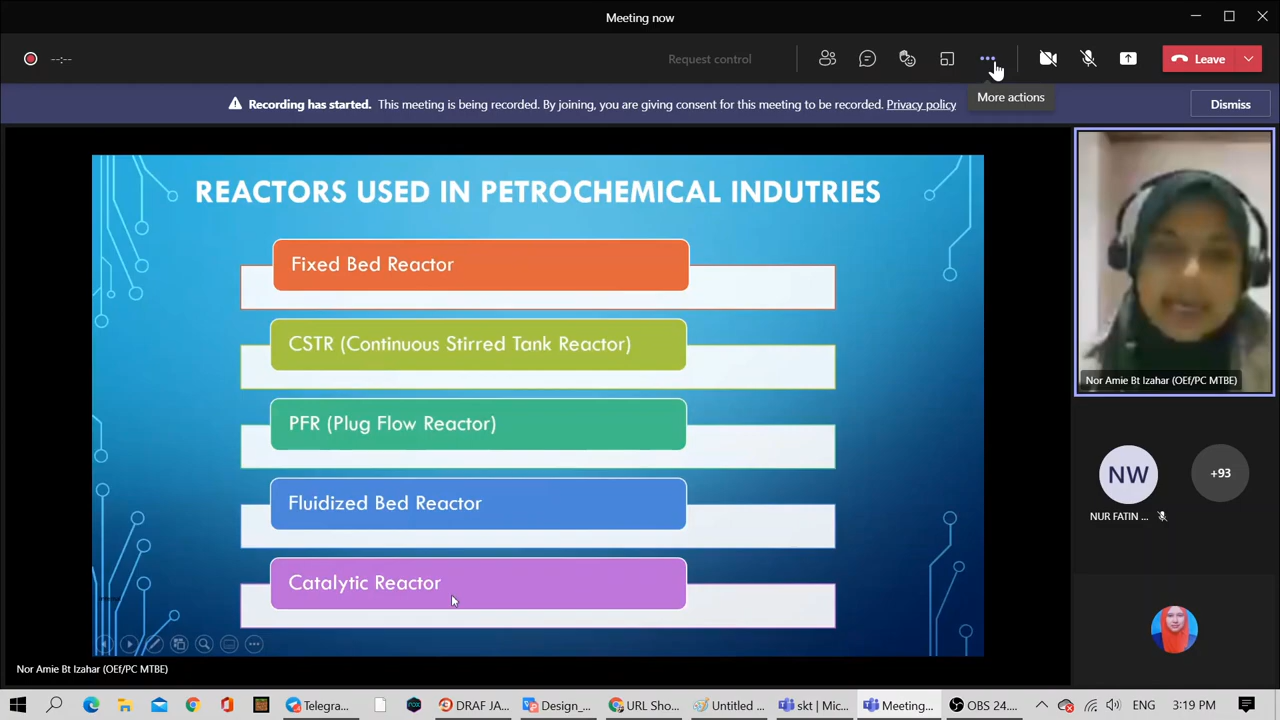 Meeting now
--:--
Request control
Leave
Recording has started. This meeting is being recorded. By joining, you are giving consent for this meeting to be recorded. Privacy policy
Dismiss
More actions
REACTORS USED IN PETROCHEMICAL INDUTRIES
Fixed Bed Reactor
CSTR (Continuous Stirred Tank Reactor)
PFR (Plug Flow Reactor)
Fluidized Bed Reactor
Catalytic Reactor
Nor Amie Bt Izahar (OEf/PC MTBE)
Nor Amie Bt Izahar (OEf/PC MTBE)
NW
+93
NUR FATIN ...
Telegra...
DRAF JA...
Design_...
URL Sho...
Untitled ...
skt | Mic...
Meeting...
OBS 24....
ENG
3:19 PM